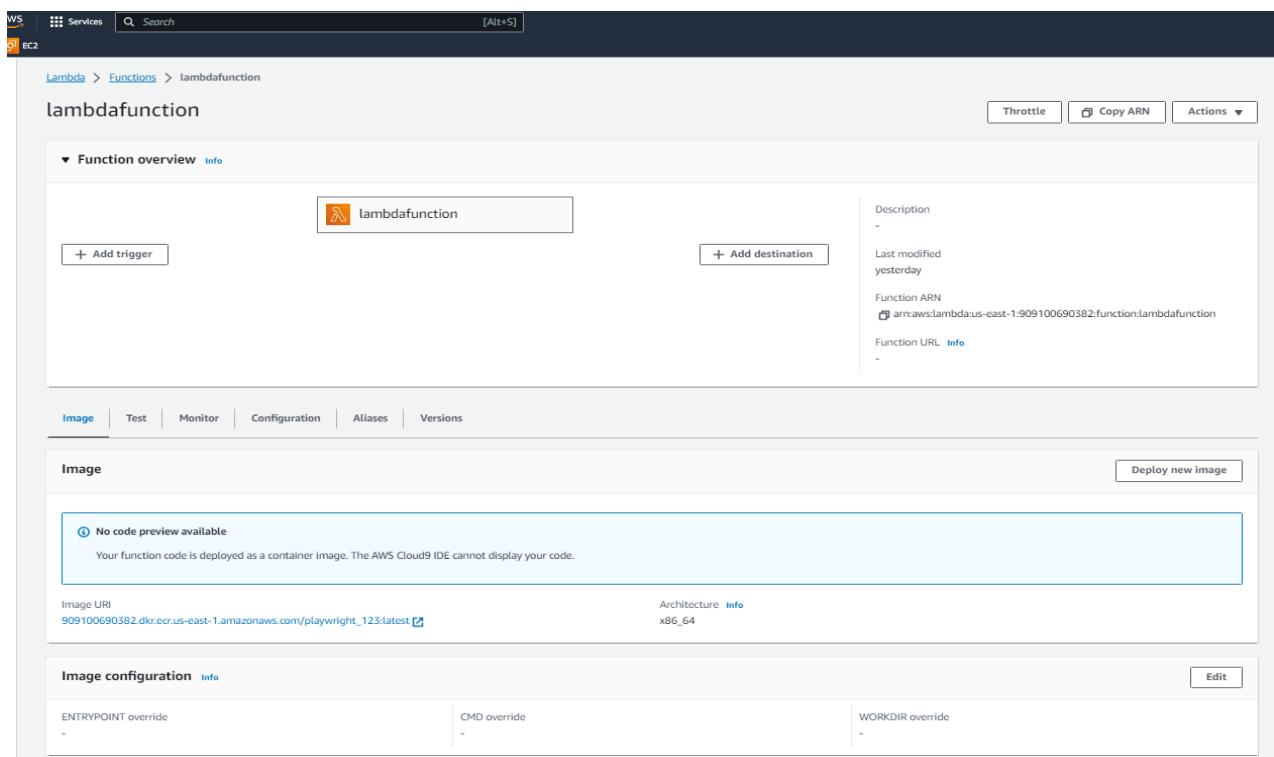 ws Services Search [Alt+S]
EC2
Lambda > Functions > lambdafunction
lambdafunction
Throttle Copy ARN Actions ▼
▼ Function overview Info
lambdafunction
+ Add trigger
+ Add destination
Description
-
Last modified
yesterday
Function ARN
arn:aws:lambda:us-east-1:909100690382:function:lambdafunction
Function URL Info
-
Image Test Monitor Configuration Aliases Versions
Image
Deploy new image
No code preview available
Your function code is deployed as a container image. The AWS Cloud9 IDE cannot display your code.
Image URI
909100690382.dkr.ecr.us-east-1.amazonaws.com/playwright_123:latest
Architecture Info
x86_64
Image configuration Info
Edit
ENTRYPOINT override
-
CMD override
-
WORKDIR override
-